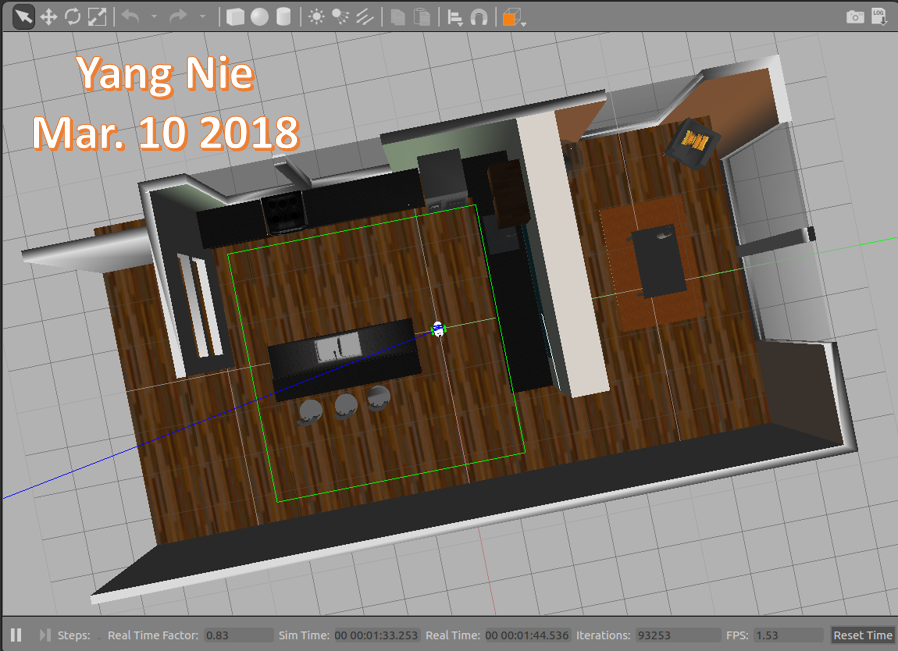 LOG
Yang Nie
Mar. 10 2018
Steps: Real Time Factor: 0.83 Sim Time: 00 00:01:33.253 Real Time: 00 00:01:44.536 Iterations: 93253 FPS: 1.53 Reset Time